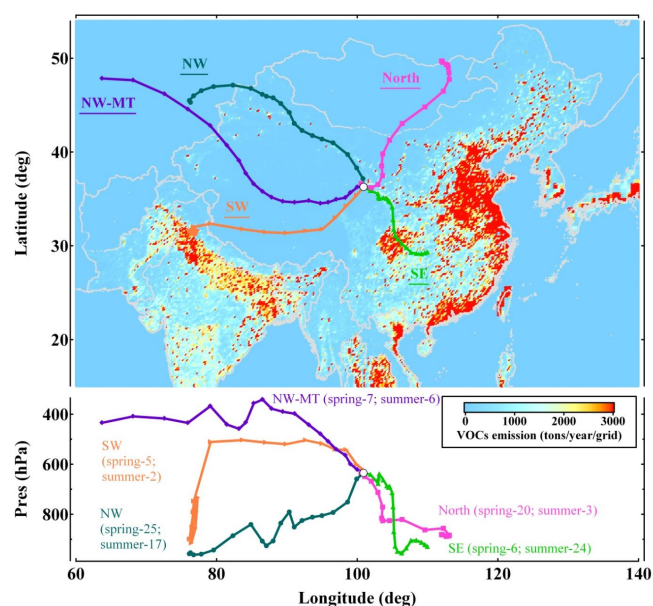 50
40
30
20
Latitude (deg)
NW
North
NW-MT
SW
SE
400
600
800
Pres (hPa)
NW-MT (spring-7; summer-6)
SW
(spring-5;
summer-2)
NW
(spring-25;
summer-17)
0 1000 2000 3000
VOCs emission (tons/year/grid)
North (spring-20; summer-3)
SE (spring-6; summer-24)
60 80 100 120 140
Longitude (deg)